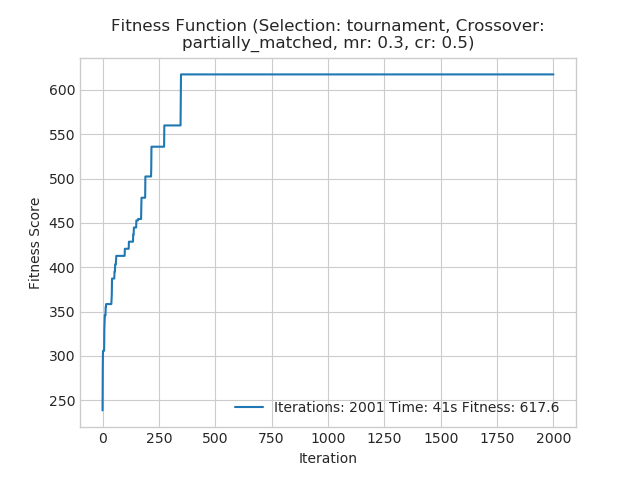 Fitness Function (Selection: tournament, Crossover:
partially_matched, mr: 0.3, cr: 0.5)
Fitness Score
600
550
500
450
400
350
300
250
Iterations: 2001 Time: 41s Fitness: 617.6
0 250 500 750 1000 1250 1500 1750 2000
Iteration